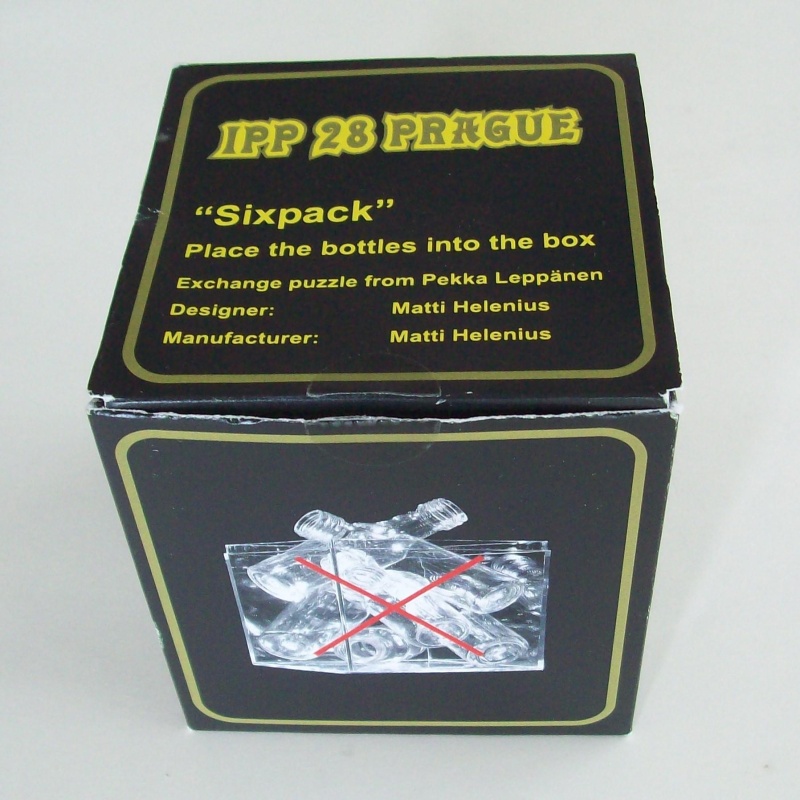 IPP 28 PRAGUE
“Sixpack”
Place the bottles into the box
Exchange puzzle from Pekka Leppänen
Designer: Matti Helenius
Manufacturer: Matti Helenius